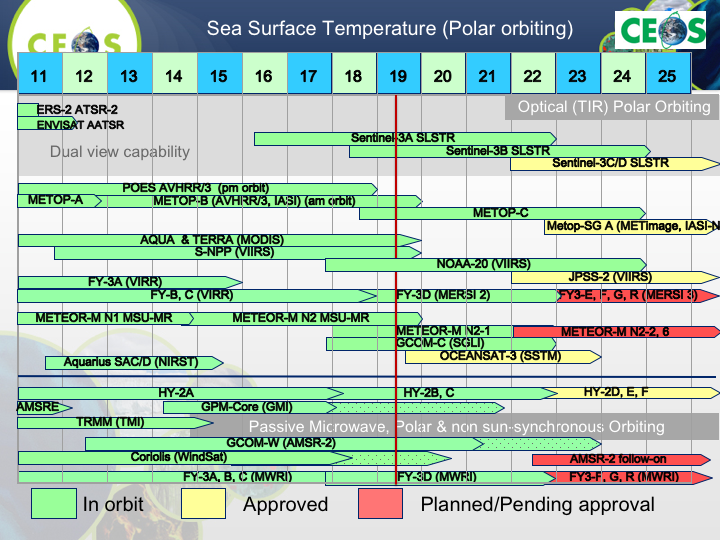 Sea Surface Temperature (Polar orbiting)
CEOS
CEOS
11 12 13 14 15 16 17 18 19 20 21 22 23 24 25
Optical (TIR) Polar Orbiting
ERS-2 ATSR-2
ENVISAT AATSR
Sentinel-3A SLSTR
Dual view capability
Sentinel-3B SLSTR
Sentinel-3C/D SLSTR
POES AVHRR/3 (pm orbit)
METOP-A
METOP-B (AVHRR/3, IASI) (am orbit)
METOP-C
Metop-SG A (METimage, IASI-N
AQUA & TERRA (MODIS)
S-NPP (VIIRS)
NOAA-20 (VIIRS)
JPSS-2 (VIIRS)
FY-3A (VIRR)
FY-B, C (VIRR)
FY-3D (MERSI 2)
FY3-E, F, G, R (MERSI 3)
METEOR-M N1 MSU-MR
METEOR-M N2 MSU-MR
METEOR-M N2-1
METEOR-M N2-2, 6
GCOM-C (SGLI)
OCEANSAT-3 (SSTM)
Aquarius SAC/D (NIRST)
HY-2A
HY-2B, C
HY-2D, E, F
AMSRE
GPM-Core (GMI)
TRMM (TMI)
Passive Microwave, Polar & non sun-synchronous Orbiting
GCOM-W (AMSR-2)
Coriolis (WindSat)
AMSR-2 follow-on
FY-3A, B, C (MWRI)
FY-3D (MWRI)
FY3-F, G, R (MWRI)
In orbit
Approved
Planned/Pending approval